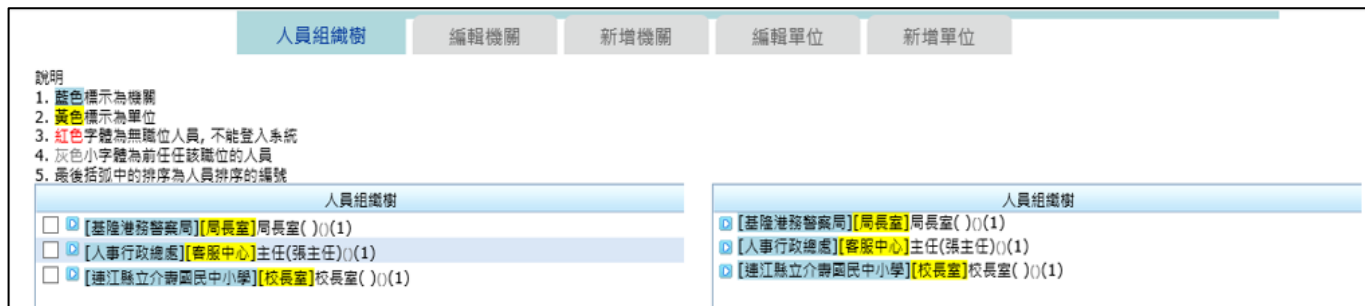 人員組織樹 編輯機關 新增機關 編輯單位 新增單位
說明
1. 藍色標示為機關
2. 黃色標示為單位
3. 紅色字體為無職位人員, 不能登入系統
4. 灰色小字體為前任任該職位的人員
5. 最後括弧中的排序為人員排序的編號
人員組織樹
[基隆港務警察局][局長室]局長室( )()(1)
[人事行政總處][客服中心]主任(張主任)()(1)
[連江縣立介壽國民中小學][校長室]校長室( )()(1)
人員組織樹
[基隆港務警察局][局長室]局長室( )()(1)
[人事行政總處][客服中心]主任(張主任)()(1)
[連江縣立介壽國民中小學][校長室]校長室( )()(1)